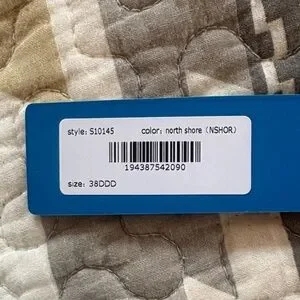 style: S10145 color: north shore (NSHOR)
194387542090
size: 38DDD